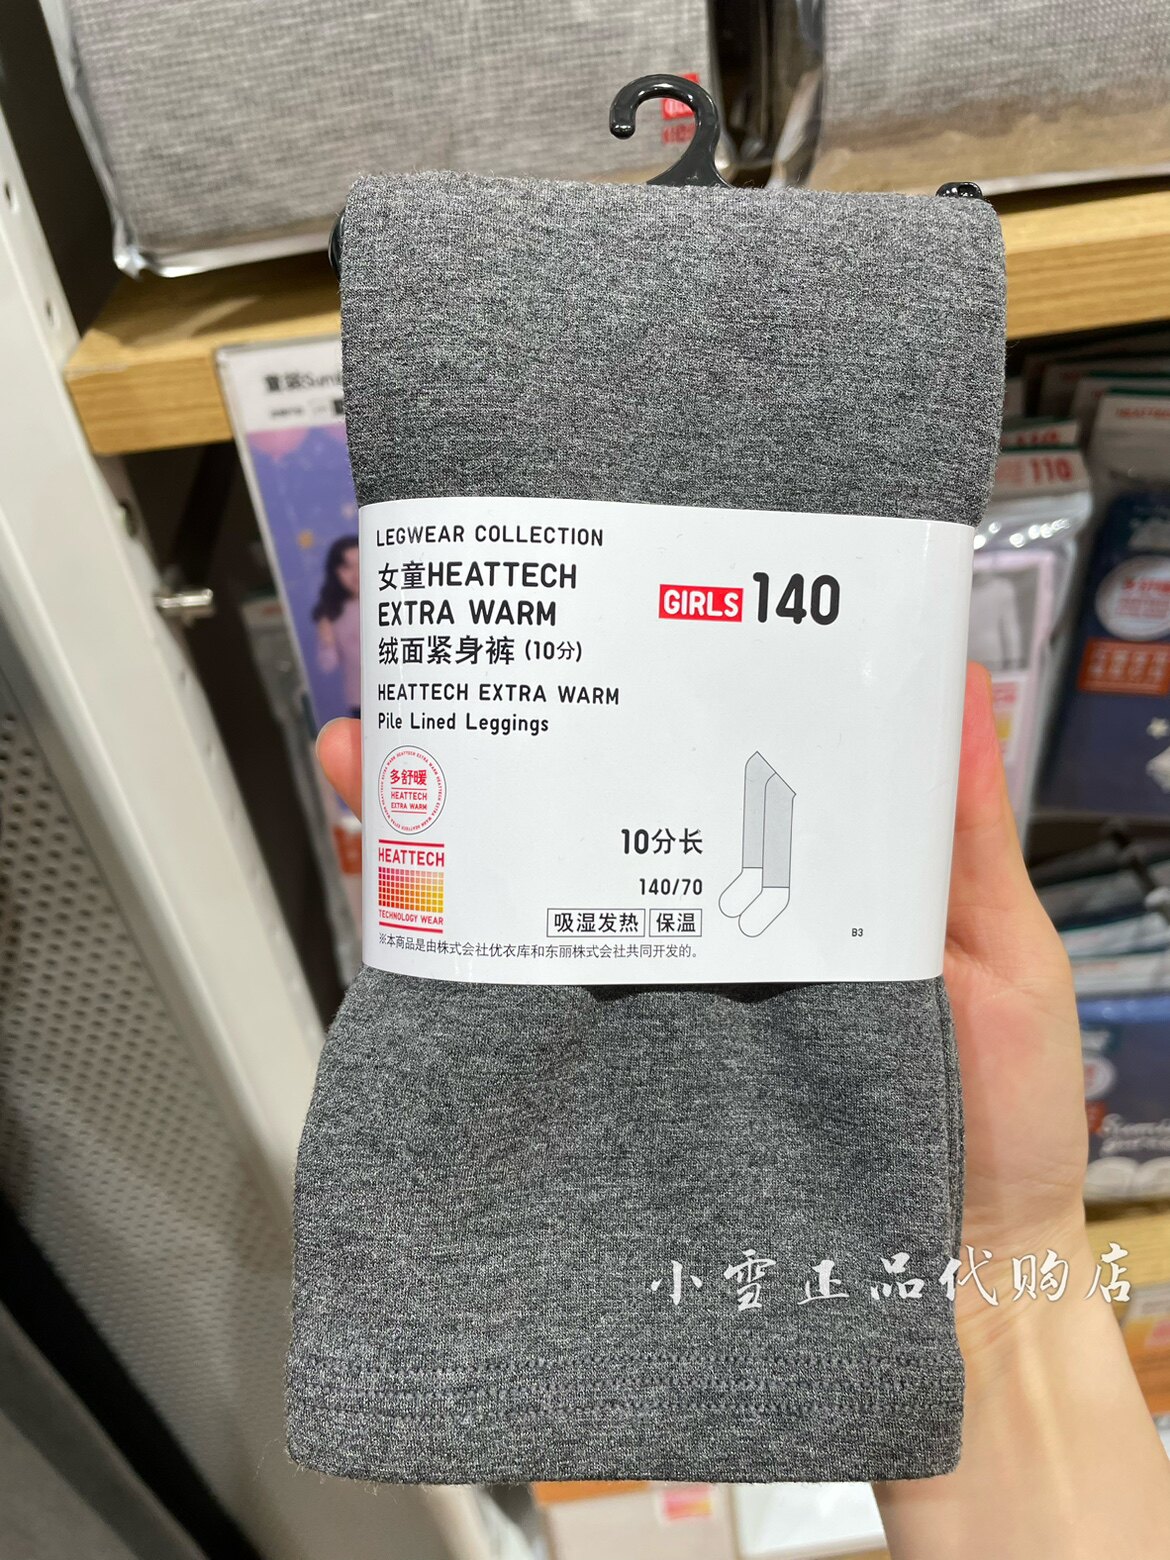 LEGWEAR COLLECTION
女童HEATTECH
EXTRA WARM
绒面紧身裤 (10分)
HEATTECH EXTRA WARM
Pile Lined Leggings
GIRLS 140
多舒暖
HEATTECH
EXTRA WARM
HEATTECH
TECHNOLOGY WEAR
10分长
140/70
吸湿发热 保温
B3
※本商品是由株式会社优衣库和东丽株式会社共同开发的。
小雪正品代购店
110